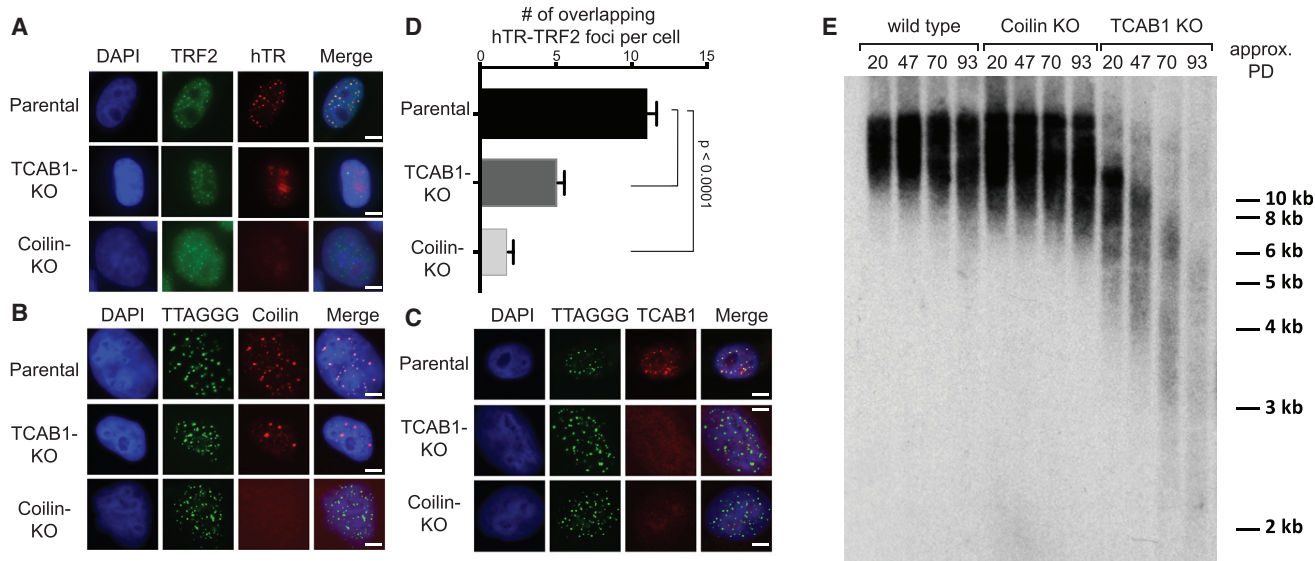 A
DAPI TRF2 hTR Merge
Parental
TCAB1-
KO
Coilin-
KO
B
DAPI TTAGGG Coilin Merge
Parental
TCAB1-
KO
Coilin-
KO
C
DAPI TTAGGG TCAB1 Merge
Parental
TCAB1-
KO
Coilin-
KO
D
# of overlapping
hTR-TRF2 foci per cell
0 5 10 15
Parental
TCAB1-
KO
Coilin-
KO
p < 0.0001
E
wild type Coilin KO TCAB1 KO
20 47 70 93 20 47 70 93 20 47 70 93
approx.
PD
10 kb
8 kb
6 kb
5 kb
4 kb
3 kb
2 kb